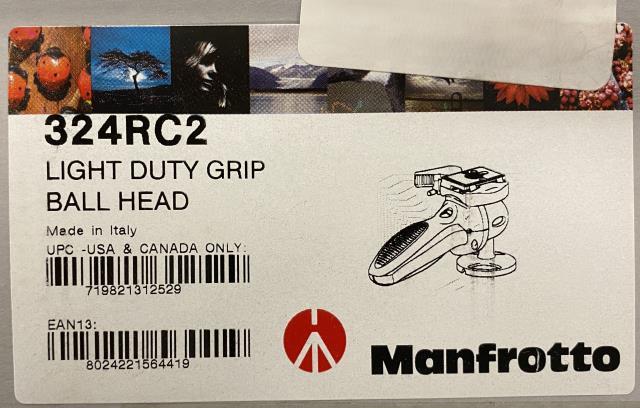 324RC2
LIGHT DUTY GRIP
BALL HEAD
Made in Italy
UPC -USA & CANADA ONLY:
719821312529
EAN13:
8024221564419
Manfrotto